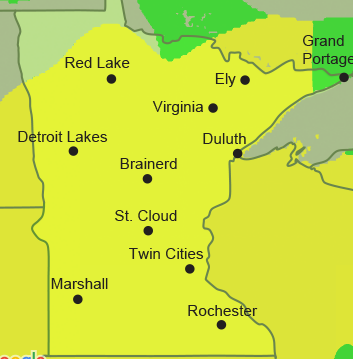 Grand
Portage
Red Lake
Ely
Virginia
Detroit Lakes
Duluth
Brainerd
St. Cloud
Twin Cities
Marshall
Rochester